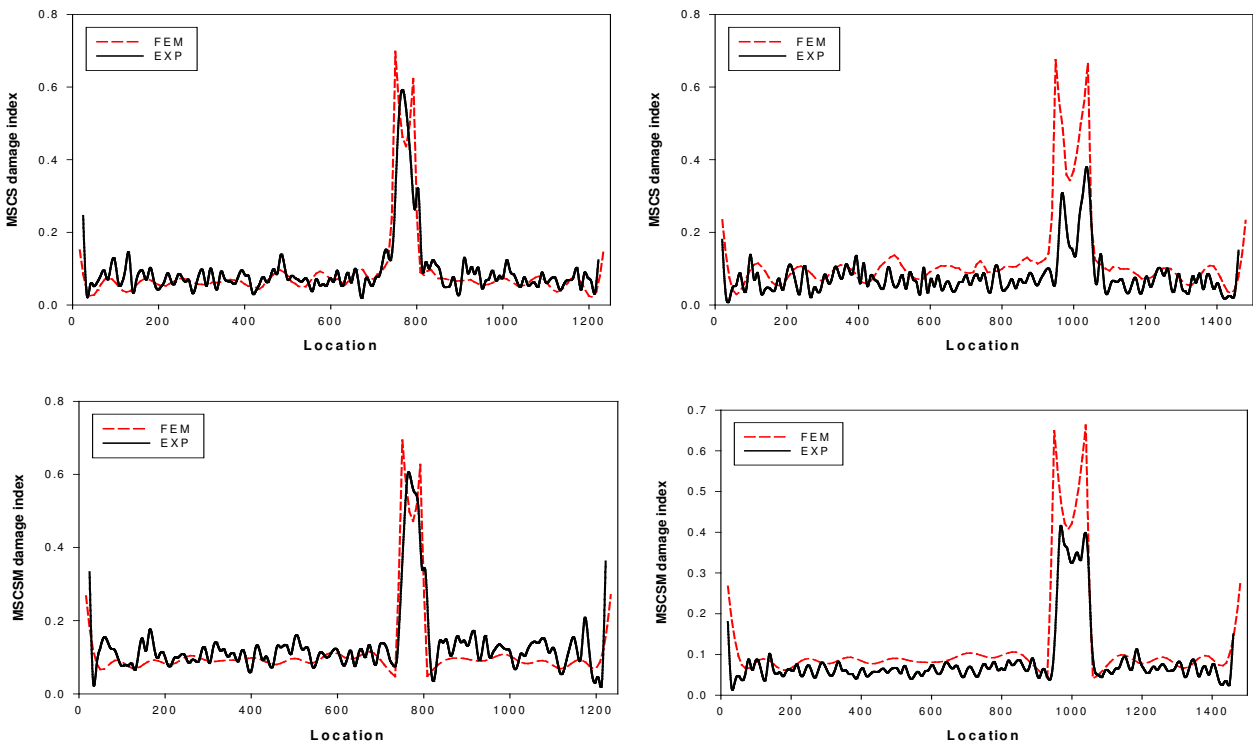 0.8
0.6
0.4
0.2
0.0
MSCS damage index
FEM
EXP
0 200 400 600 800 1000 1200
Location
0.8
0.6
0.4
0.2
0.0
MSCS damage index
FEM
EXP
0 200 400 600 800 1000 1200 1400
Location
0.8
0.6
0.4
0.2
0.0
MSCSM damage index
FEM
EXP
0 200 400 600 800 1000 1200
Location
0.7
0.6
0.5
0.4
0.3
0.2
0.1
0.0
MSCSM damage index
FEM
EXP
0 200 400 600 800 1000 1200 1400
Location